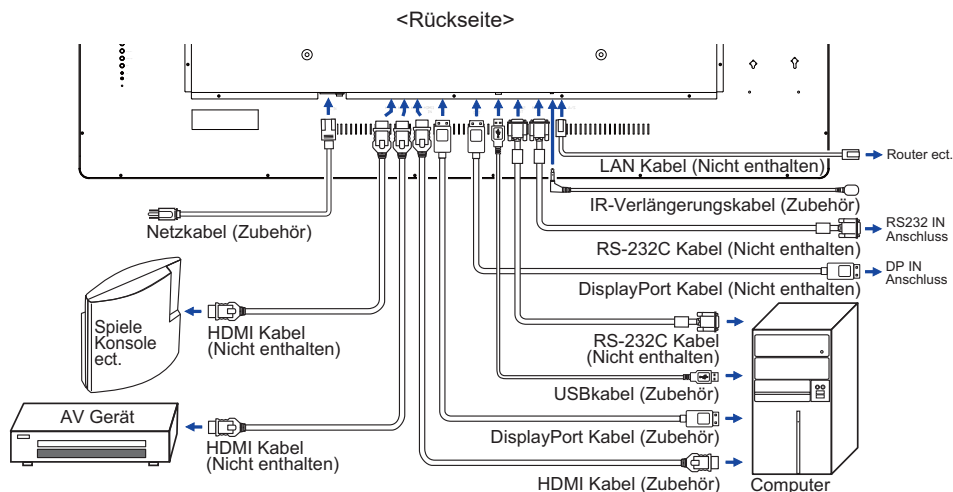 <Rückseite>
LAN Kabel (Nicht enthalten)
Router ect.
IR-Verlängerungskabel (Zubehör)
Netzkabel (Zubehör)
RS232 IN
Anschluss
RS-232C Kabel (Nicht enthalten)
DP IN
Anschluss
DisplayPort Kabel (Nicht enthalten)
Spiele
Konsole
ect.
HDMI Kabel
(Nicht enthalten)
RS-232C Kabel
(Nicht enthalten)
USBkabel (Zubehör)
AV Gerät
DisplayPort Kabel (Zubehör)
HDMI Kabel
(Nicht enthalten)
HDMI Kabel (Zubehör)
Computer